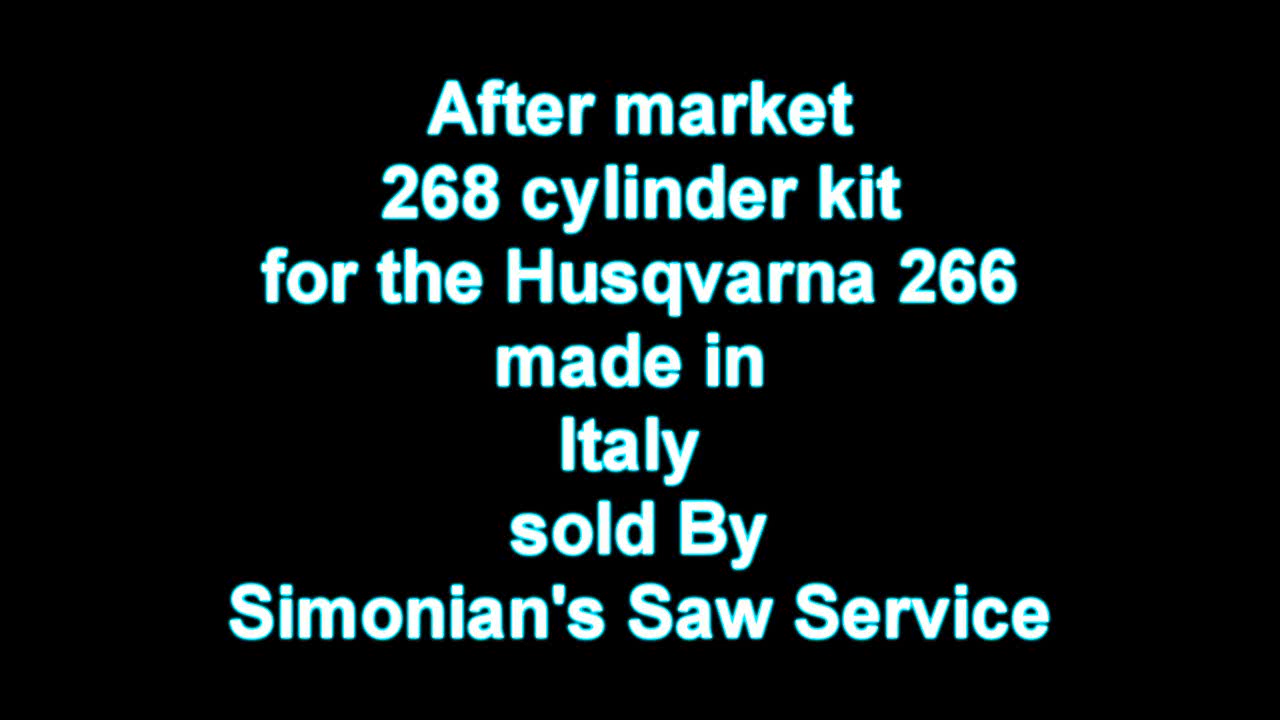 After market
268 cylinder kit
for the Husqvarna 266
made in
Italy
sold By
Simonian's Saw Service